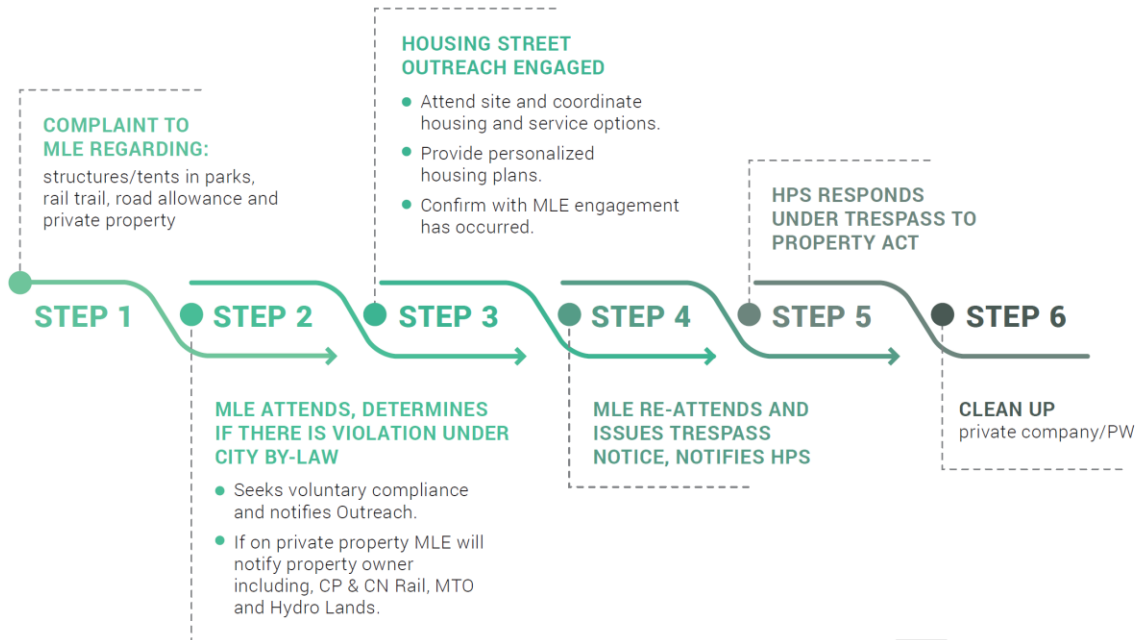 COMPLAINT TO
MLE REGARDING:
structures/tents in parks,
rail trail, road allowance and
private property
STEP 1
STEP 2
MLE ATTENDS, DETERMINES
IF THERE IS VIOLATION UNDER
CITY BY-LAW
Seeks voluntary compliance
and notifies Outreach.
If on private property MLE will
notify property owner
including, CP & CN Rail, MTO
and Hydro Lands.
HOUSING STREET
OUTREACH ENGAGED
Attend site and coordinate
housing and service options.
Provide personalized
housing plans.
Confirm with MLE engagement
has occurred.
STEP 3
STEP 4
MLE RE-ATTENDS AND
ISSUES TRESPASS
NOTICE, NOTIFIES HPS
HPS RESPONDS
UNDER TRESPASS TO
PROPERTY ACT
STEP 5
STEP 6
CLEAN UP
private company/PW